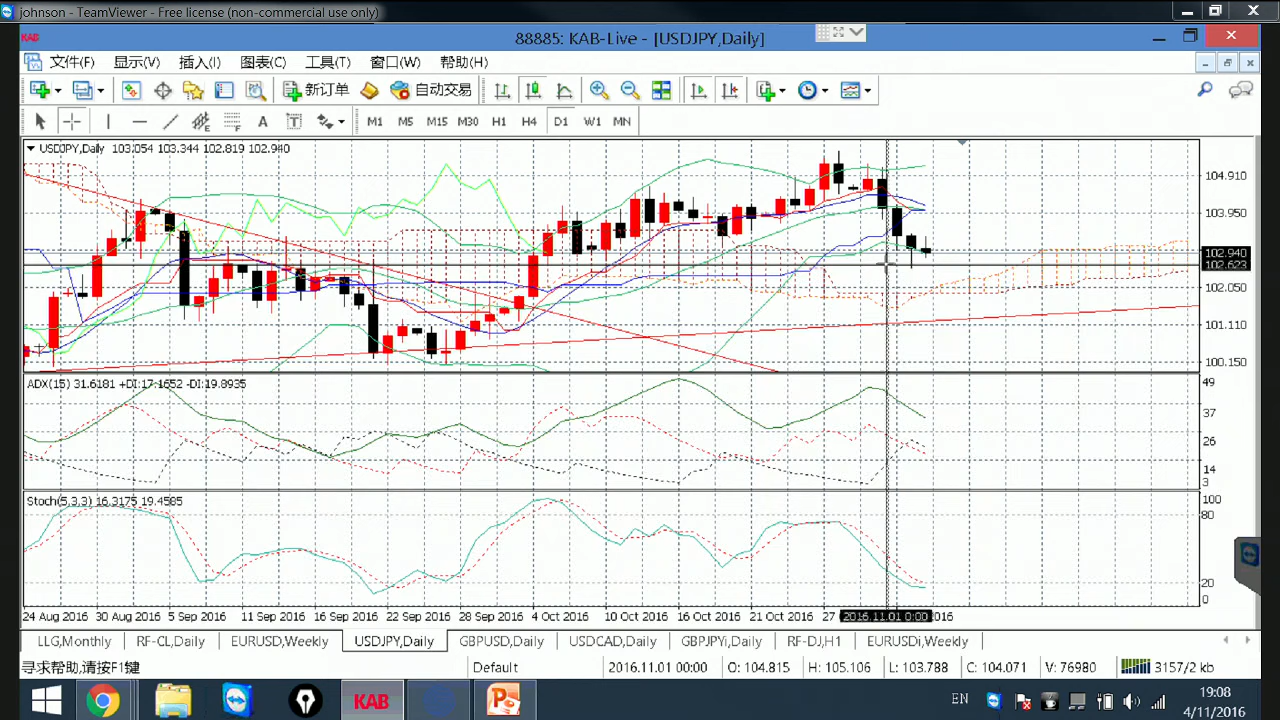 johnson - TeamViewer - Free license (non-commercial use only)
KAB 88885: KAB-Live - [USDJPY,Daily]
文件(F) 显示(V) 插入(I) 图表(C) 工具(T) 窗口(W) 帮助(H)
新订单 自动交易
A T M1 M5 M15 M30 H1 H4 D1 W1 MN
USDJPY,Daily 103.054 103.344 102.819 102.940
104.910
103.950
102.940
102.623
102.050
101.110
100.150
ADX(15) 31.6181 +DI:17.1652 -DI:19.8935
49
37
26
14
3
Stoch(5,3,3) 16.3175 19.4585
100
80
20
0
24 Aug 2016 30 Aug 2016 5 Sep 2016 11 Sep 2016 16 Sep 2016 22 Sep 2016 28 Sep 2016 4 Oct 2016 10 Oct 2016 16 Oct 2016 21 Oct 2016 27 2016.11.01 0:00 2016
LLG,Monthly RF-CL,Daily EURUSD,Weekly USDJPY,Daily GBPUSD,Daily USDCAD,Daily GBPJPYi,Daily RF-DJ,H1 EURUSDi,Weekly
寻求帮助,请按F1键 Default 2016.11.01 00:00 O: 104.815 H: 105.106 L: 103.788 C: 104.071 V: 76980 3157/2 kb
KAB EN 19:08
4/11/2016